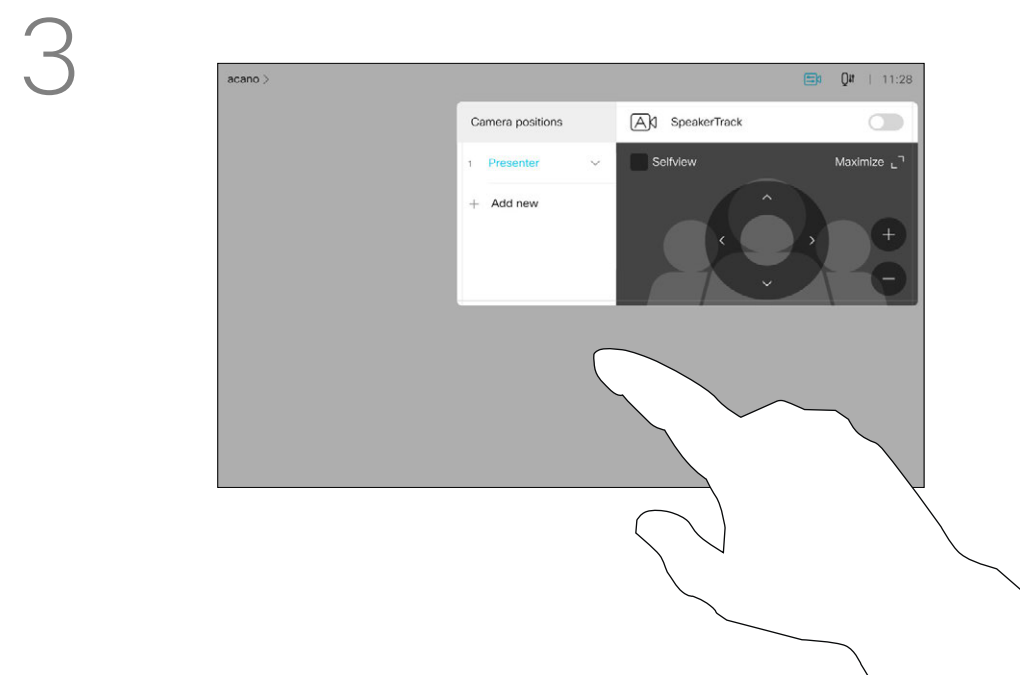 3
acano >
11:28
Camera positions
SpeakerTrack
1 Presenter
Selfview
Maximize
+ Add new